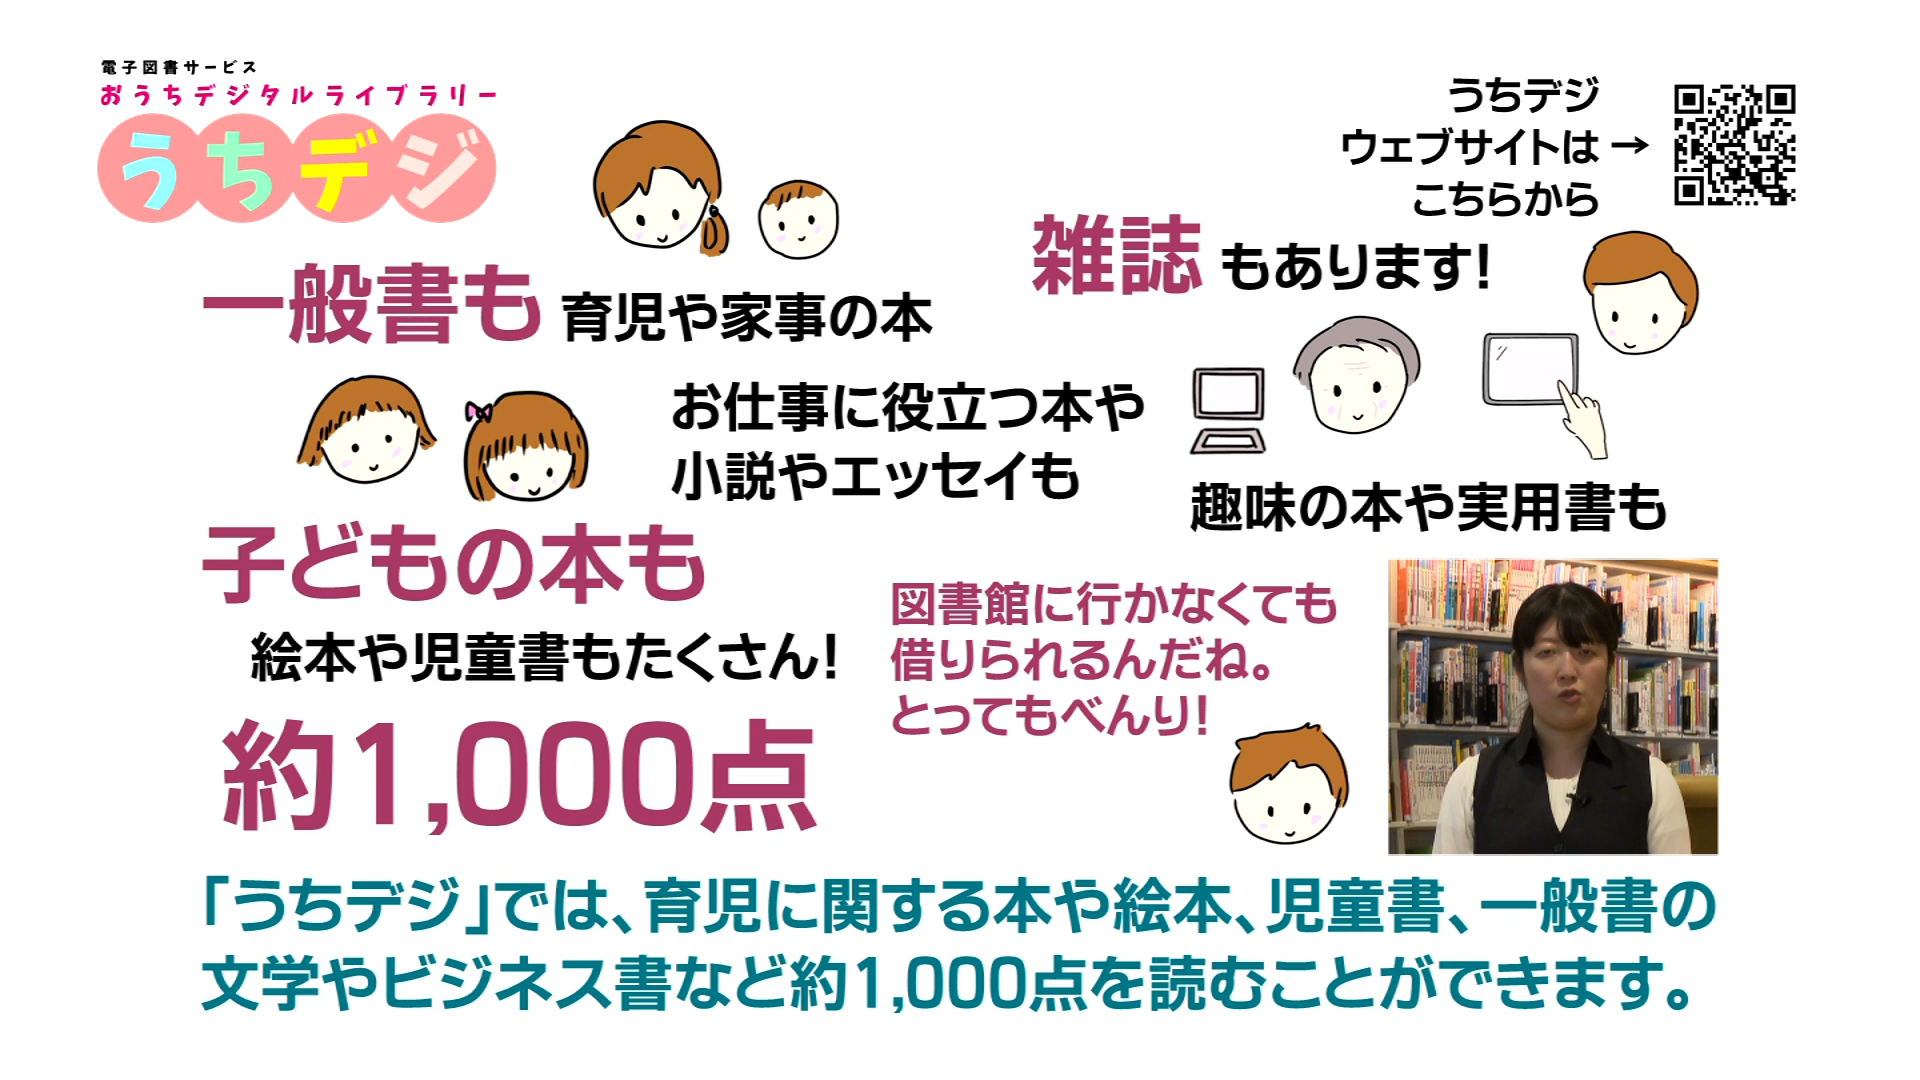 電子図書サービス
おうちデジタルライブラリー
うちデジ
うちデジ
ウェブサイトは→
こちらから
一般書も 育児や家事の本
雑誌もあります!
お仕事に役立つ本や
小説やエッセイも
趣味の本や実用書も
子どもの本も
絵本や児童書もたくさん!
約1,000点
図書館に行かなくても
借りられるんだね。
とってもべんり!
「うちデジ」では、育児に関する本や絵本、児童書、一般書の
文学やビジネス書など約1,000点を読むことができます。